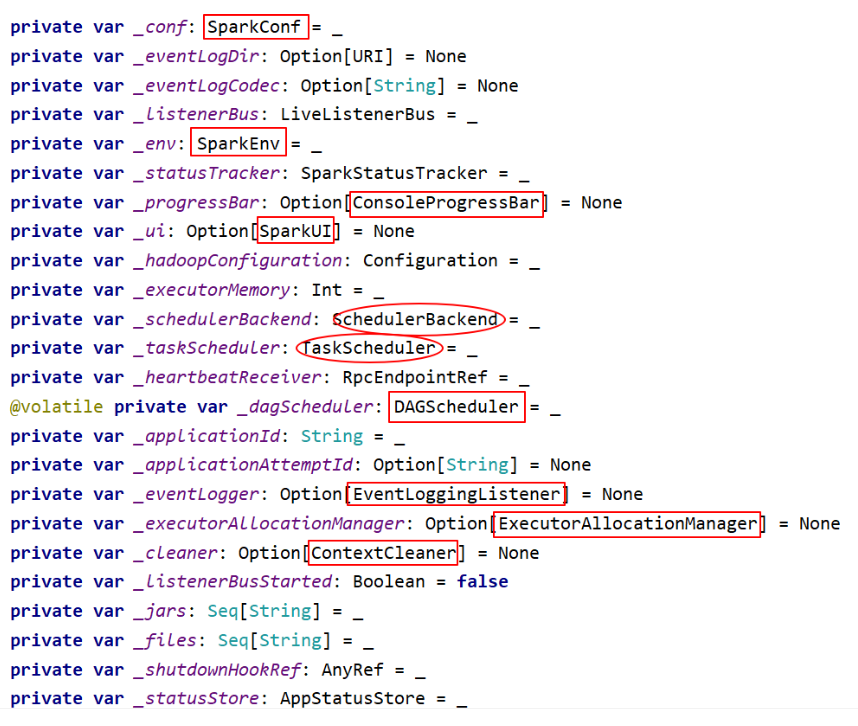 private var _conf: SparkConf = _
private var _eventLogDir: Option[URI] = None
private var _eventLogCodec: Option[String] = None
private var _listenerBus: LiveListenerBus = _
private var _env: SparkEnv = _
private var _statusTracker: SparkStatusTracker = _
private var _progressBar: Option[ConsoleProgressBar] = None
private var _ui: Option[SparkUI] = None
private var _hadoopConfiguration: Configuration = _
private var _executorMemory: Int = _
private var _schedulerBackend: SchedulerBackend = _
private var _taskScheduler: TaskScheduler = _
private var _heartbeatReceiver: RpcEndpointRef = _
@volatile private var _dagScheduler: DAGScheduler = _
private var _applicationId: String = _
private var _applicationAttemptId: Option[String] = None
private var _eventLogger: Option[EventLoggingListener] = None
private var _executorAllocationManager: Option[ExecutorAllocationManager] = None
private var _cleaner: Option[ContextCleaner] = None
private var _listenerBusStarted: Boolean = false
private var _jars: Seq[String] = _
private var _files: Seq[String] = _
private var _shutdownHookRef: AnyRef = _
private var _statusStore: AppStatusStore = _